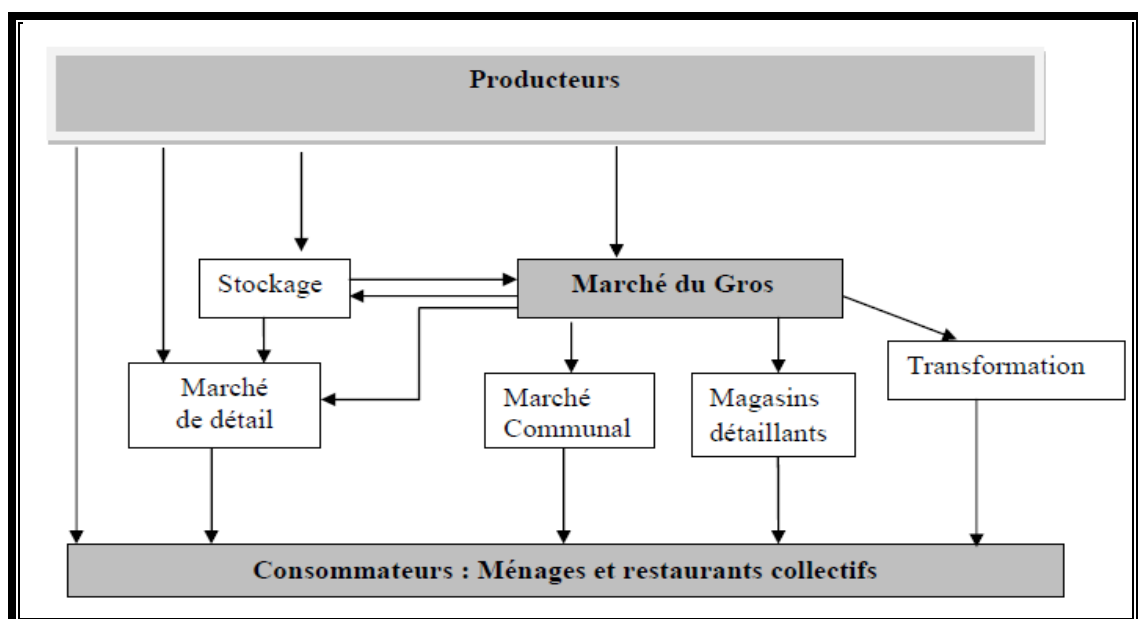 Producteurs
Stockage
Marché du Gros
Transformation
Marché
de détail
Marché
Communal
Magasins
détaillants
Consommateurs : Ménages et restaurants collectifs